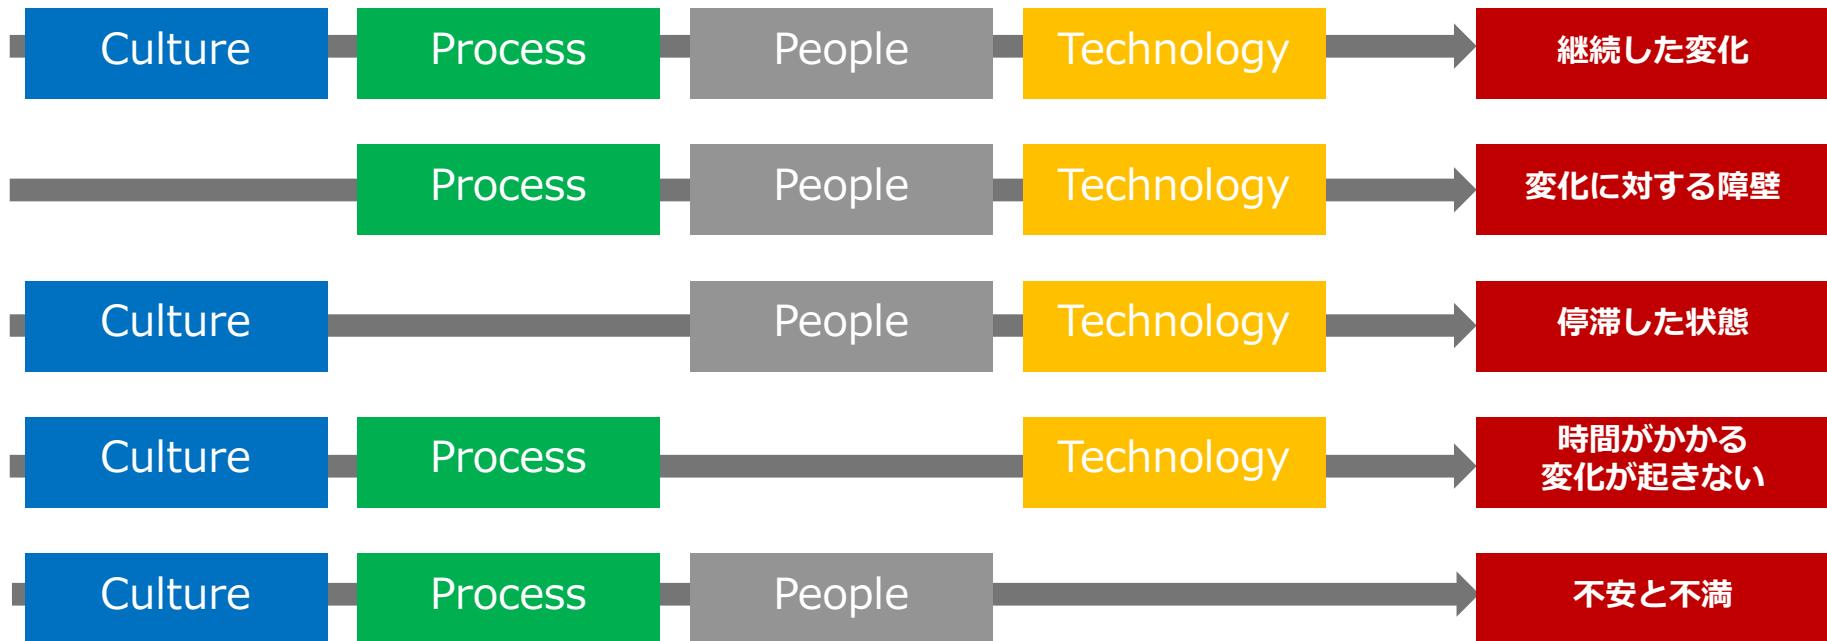 Culture
Process
People
Technology
継続した変化
Process
People
Technology
変化に対する障壁
Culture
People
Technology
停滞した状態
Culture
Process
Technology
時間がかかる
変化が起きない
Culture
Process
People
不安と不満